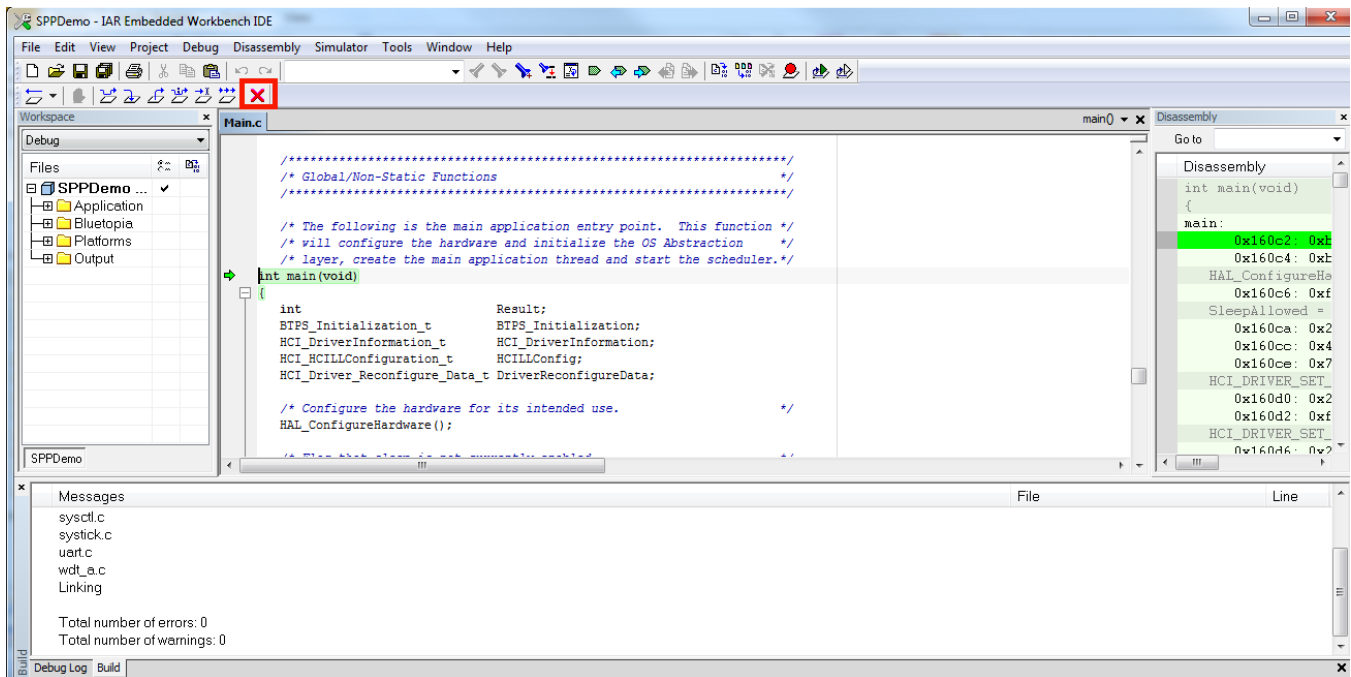 SPPDemo - IAR Embedded Workbench IDE
File Edit View Project Debug Disassembly Simulator Tools Window Help
Workspace
Debug
Files
SPPDemo ...
Application
Bluetopia
Platforms
Output
SPPDemo
Main.c
main()
/*********************************************************************/
/* Global/Non-Static Functions */
/*********************************************************************/
/* The following is the main application entry point. This function */
/* will configure the hardware and initialize the OS Abstraction */
/* layer, create the main application thread and start the scheduler.*/
int main(void)
{
int Result;
BTPS_Initialization_t BTPS_Initialization;
HCI_DriverInformation_t HCI_DriverInformation;
HCI_HCILLConfiguration_t HCILLConfig;
HCI_Driver_Reconfigure_Data_t DriverReconfigureData;
/* Configure the hardware for its intended use. */
HAL_ConfigureHardware();
Disassembly
Go to
Disassembly
int main(void)
{
main:
0x160c2: 0xb
0x160c4: 0xb
HAL_ConfigureHa
0x160c6: 0xf
SleepAllowed =
0x160ca: 0x2
0x160cc: 0x4
0x160ce: 0x7
HCI_DRIVER_SET_
0x160d0: 0x2
0x160d2: 0xf
HCI_DRIVER_SET_
0x160d6: 0x2
Messages File Line
sysctl.c
systick.c
uart.c
wdt_a.c
Linking
Total number of errors: 0
Total number of warnings: 0
Build
Debug Log Build